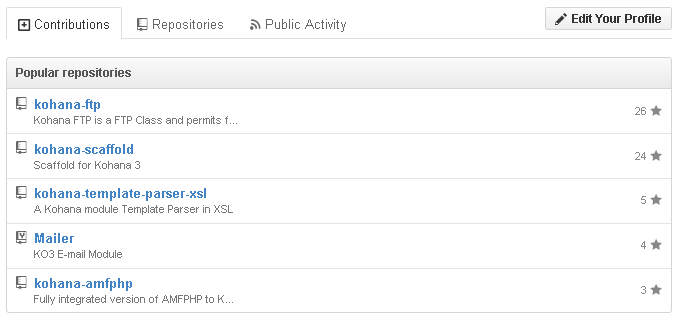 Contributions
Repositories
Public Activity
Edit Your Profile
Popular repositories
kohana-ftp
Kohana FTP is a FTP Class and permits f...
26
kohana-scaffold
Scaffold for Kohana 3
24
kohana-template-parser-xsl
A Kohana module Template Parser in XSL
5
Mailer
KO3 E-mail Module
4
kohana-amfphp
Fully integrated version of AMFPHP to K...
3